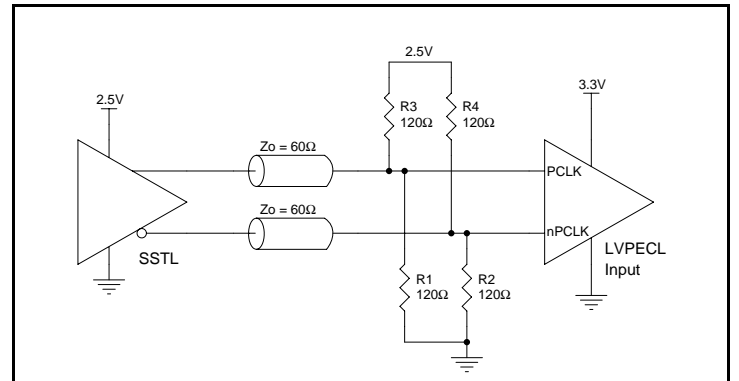 2.5V
2.5V
3.3V
R3
120Ω
R4
120Ω
Zo = 60Ω
PCLK
Zo = 60Ω
nPCLK
SSTL
LVPECL
Input
R1
120Ω
R2
120Ω